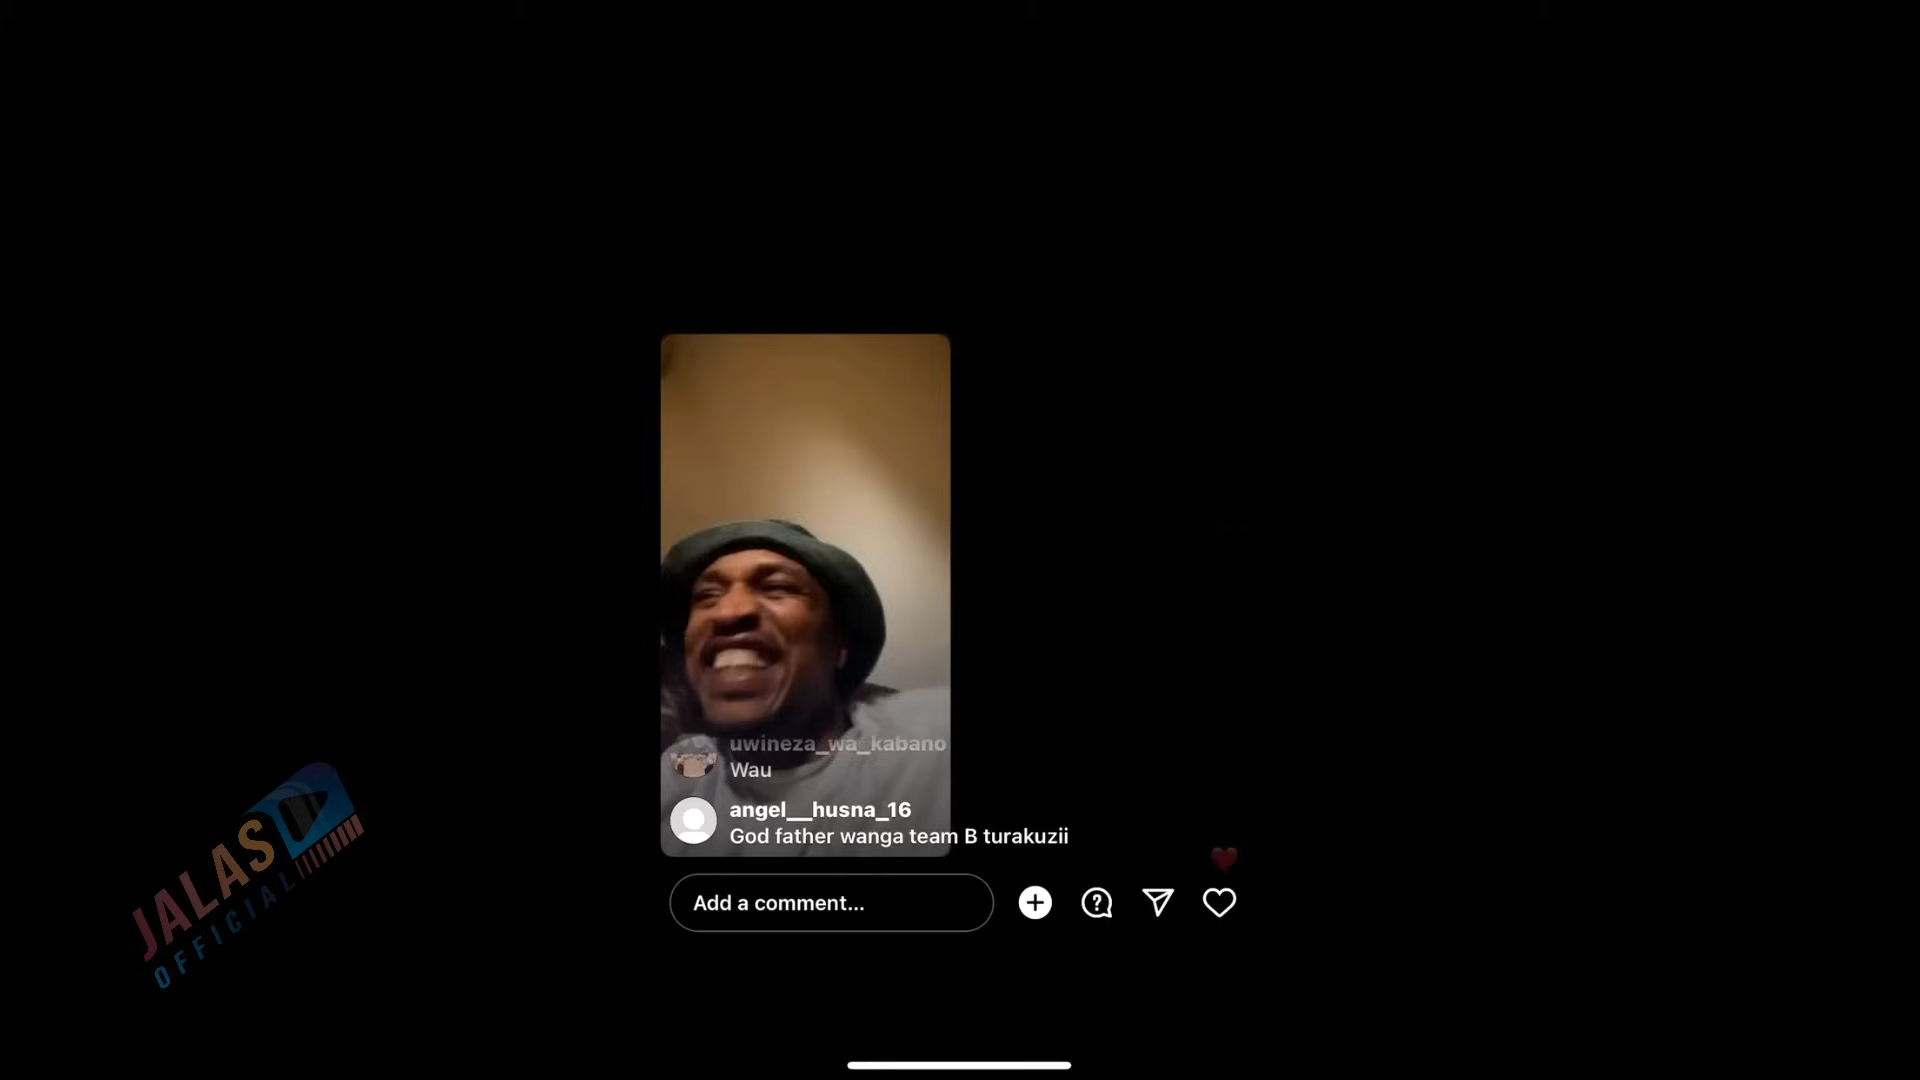 uwineza_wa_kabano
Wau
angel__husna_16
God father wanga team B turakuzii
Add a comment...
JALAS
OFFICIAL